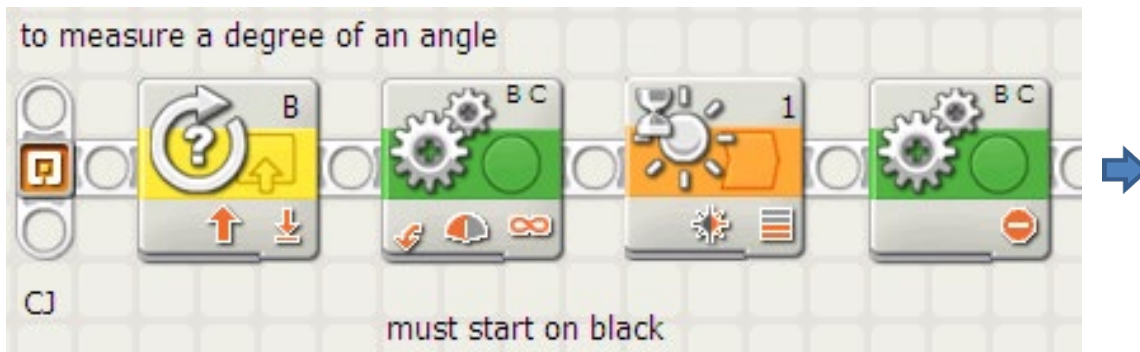 to measure a degree of an angle
B
B C
1
B C
CJ
must start on black